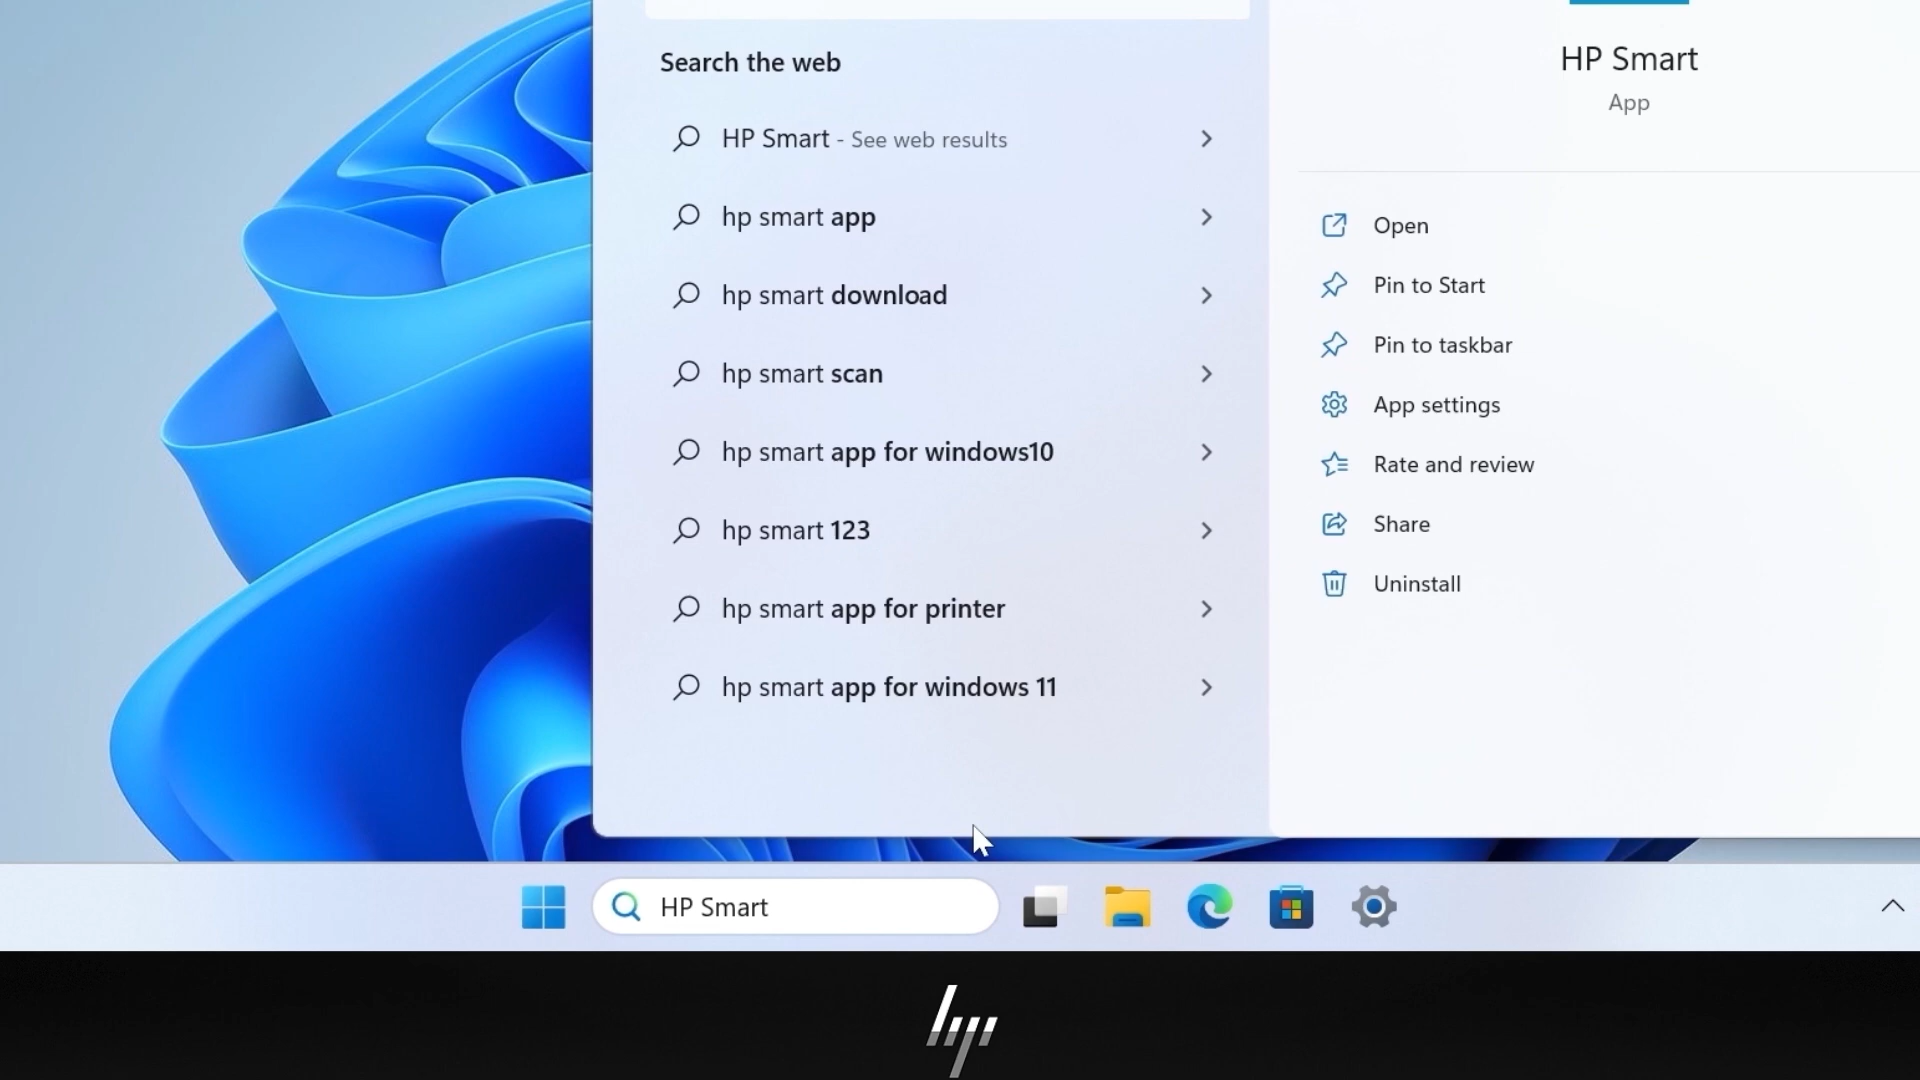 Search the web
HP Smart - See web results
hp smart app
hp smart download
hp smart scan
hp smart app for windows10
hp smart 123
hp smart app for printer
hp smart app for windows 11
HP Smart
App
Open
Pin to Start
Pin to taskbar
App settings
Rate and review
Share
Uninstall
HP Smart
hp